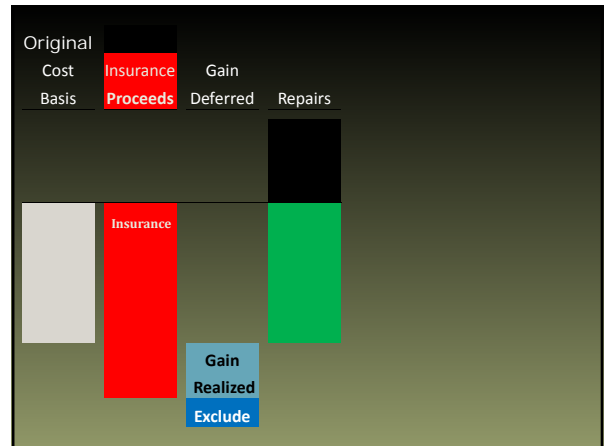 Original
Cost
Basis
Insurance
Proceeds
Gain
Deferred
Repairs
Insurance
Gain
Realized
Exclude